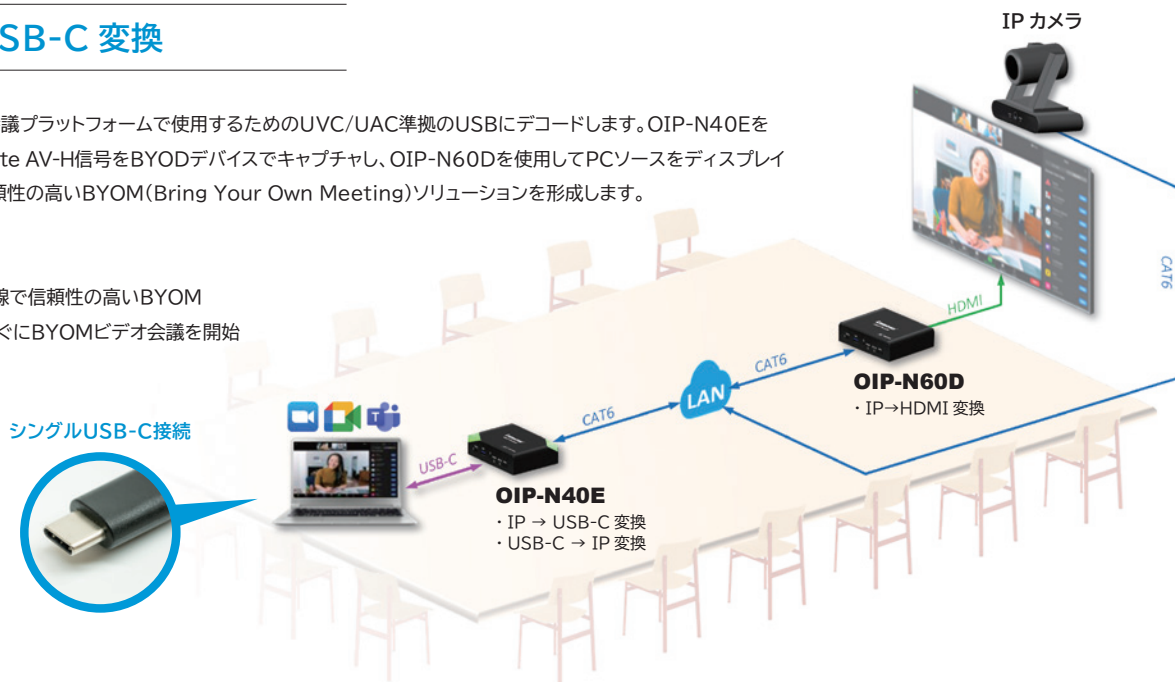 SB-C 変換
議プラットフォームで使用するためのUVC/UAC準拠のUSBにデコードします。OIP-N40Eを
te AV-H信号をBYODデバイスでキャプチャし、OIP-N60Dを使用してPCソースをディスプレイ
頼性の高いBYOM(Bring Your Own Meeting)ソリューションを形成します。
線で信頼性の高いBYOM
ぐにBYOMビデオ会議を開始
IP カメラ
CAT6
HDMI
OIP-N60D
・IP→HDMI 変換
CAT6
LAN
CAT6
USB-C
OIP-N40E
・IP → USB-C 変換
・USB-C → IP 変換
シングルUSB-C接続